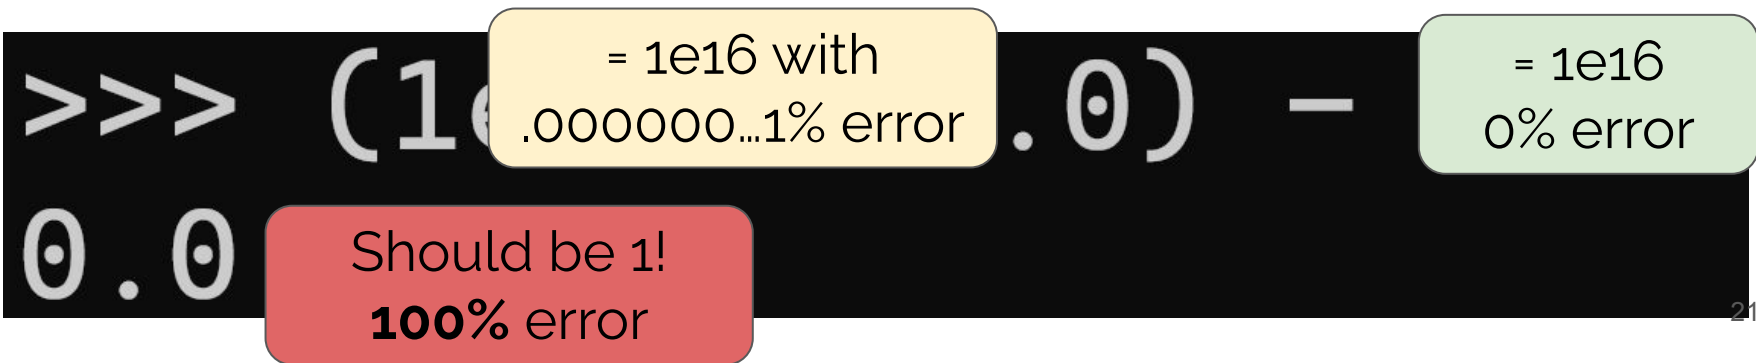 >>> (1e
= 1e16 with
.000000...1% error
.0) −
= 1e16
0% error
0.0
Should be 1!
100% error
21